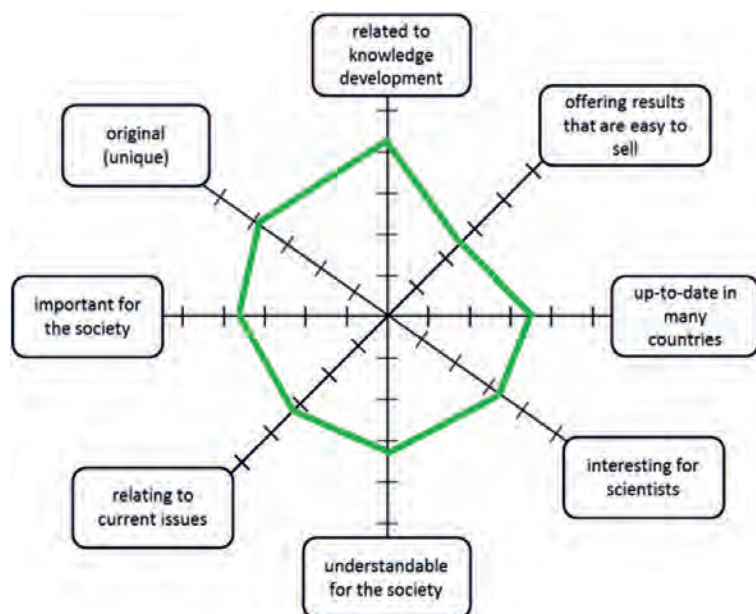 related to
knowledge
development
offering results
that are easy to
sell
original
(unique)
important for
the society
up-to-date in
many
countries
relating to
current issues
interesting for
scientists
understandable
for the society